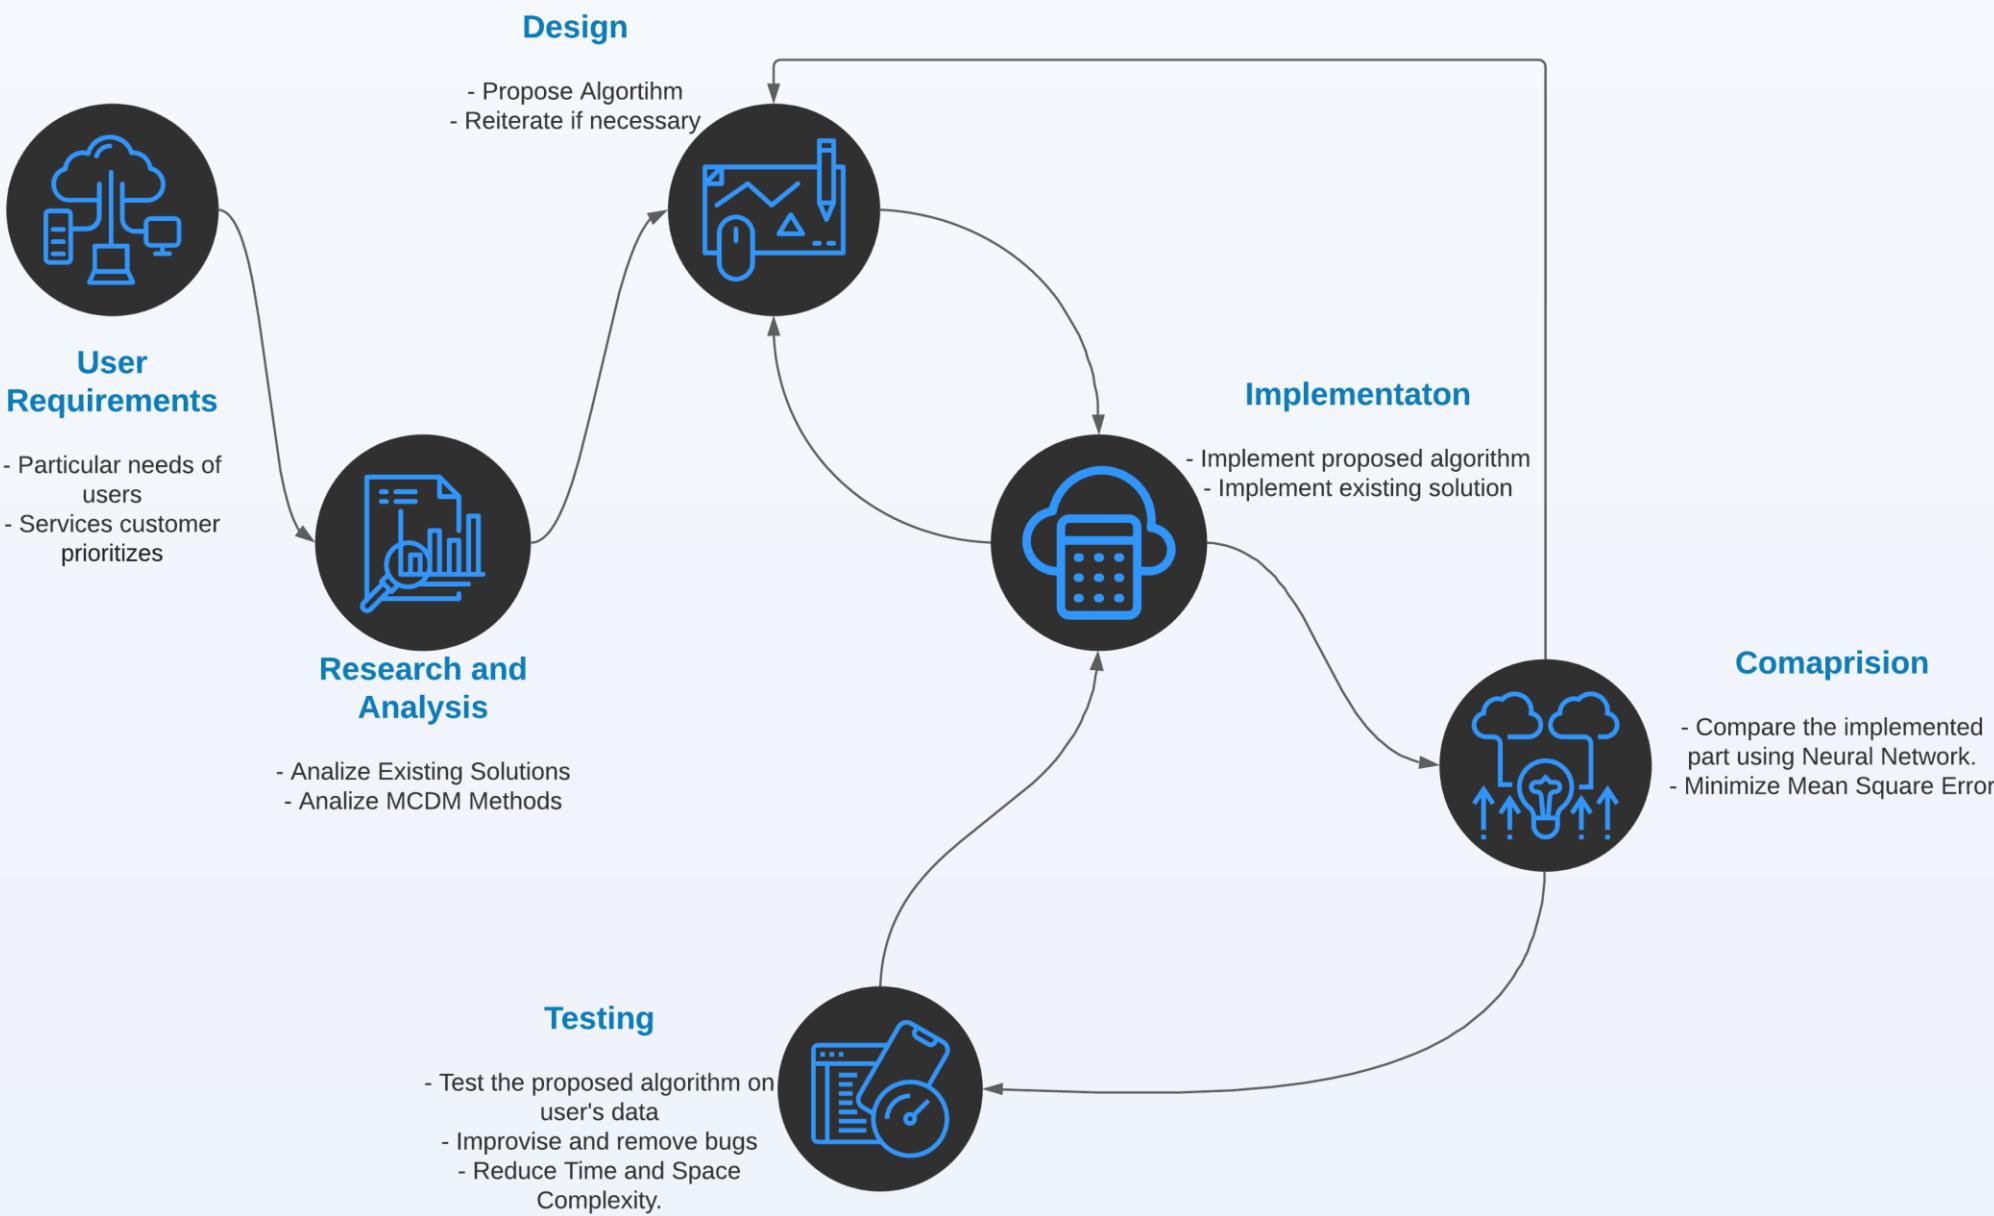 Design
- Propose Algortihm
- Reiterate if necessary
User
Requirements
- Particular needs of
users
- Services customer
prioritizes
Research and
Analysis
- Analize Existing Solutions
- Analize MCDM Methods
Implementaton
- Implement proposed algorithm
- Implement existing solution
Comaprision
- Compare the implemented
part using Neural Network.
- Minimize Mean Square Error
Testing
- Test the proposed algorithm on
user's data
- Improvise and remove bugs
- Reduce Time and Space
Complexity.